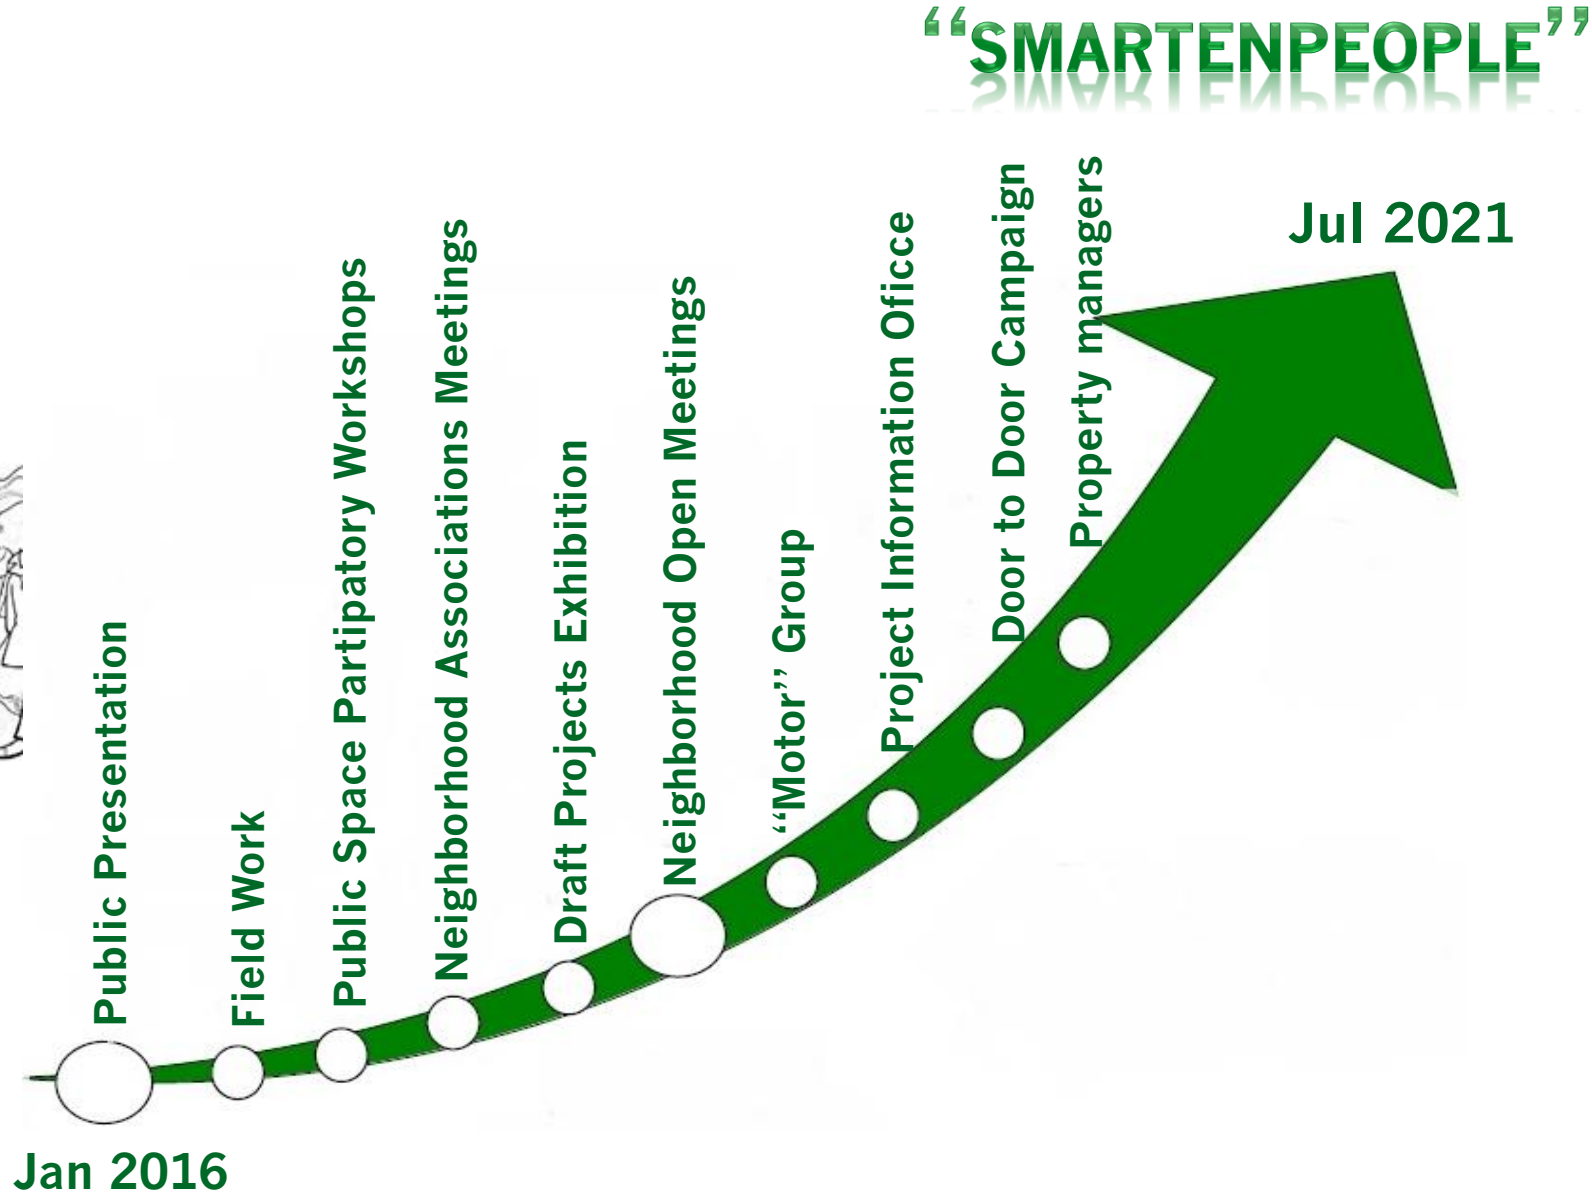 “SMARTENPEOPLE”
Jul 2021
Public Presentation
Field Work
Public Space Partipatory Workshops
Neighborhood Associations Meetings
Draft Projects Exhibition
Neighborhood Open Meetings
“Motor” Group
Project Information Oficce
Door to Door Campaign
Property managers
Jan 2016